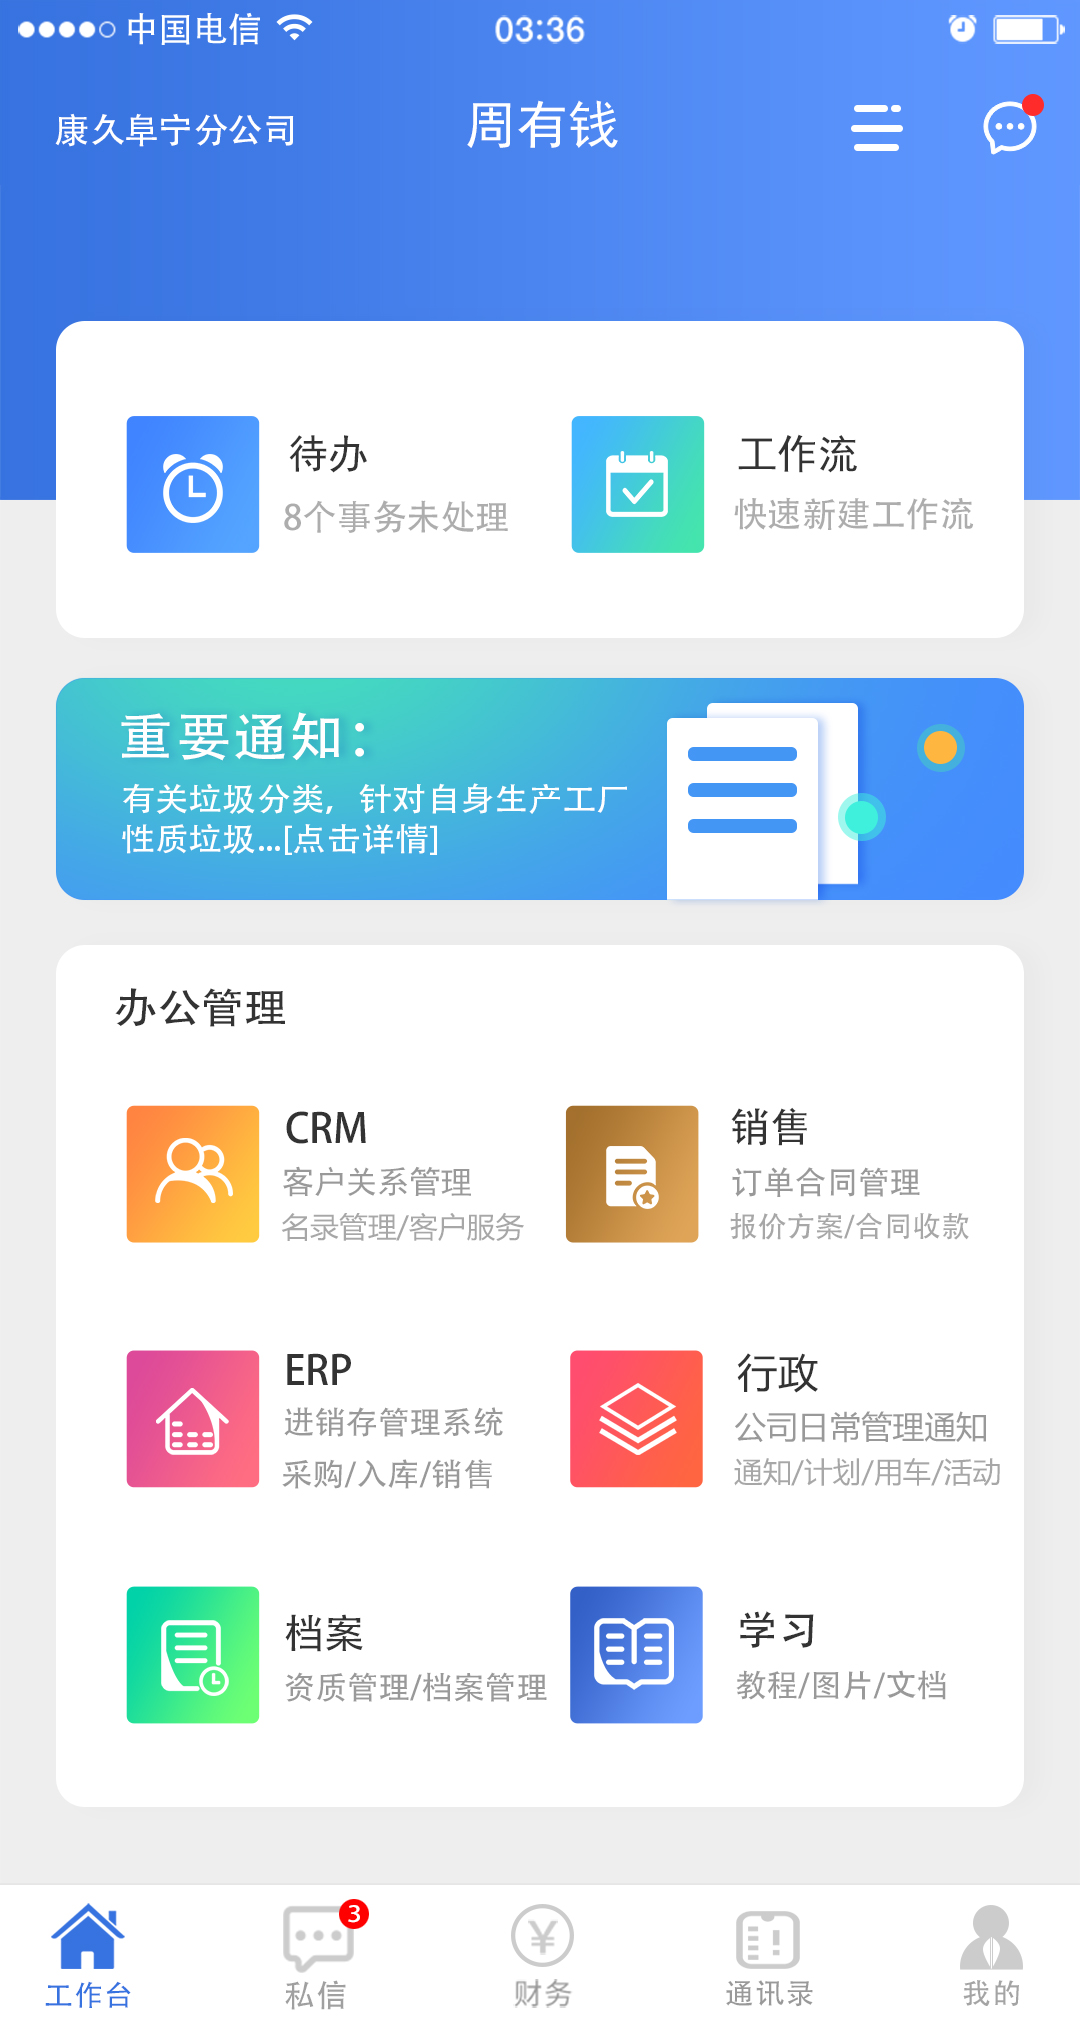 中国电信
03:36
康久阜宁分公司
周有钱
待办
8个事务未处理
工作流
快速新建工作流
重要通知：
有关垃圾分类，针对自身生产工厂
性质垃圾...[点击详情]
办公管理
CRM
客户关系管理
名录管理/客户服务
销售
订单合同管理
报价方案/合同收款
ERP
进销存管理系统
采购/入库/销售
行政
公司日常管理通知
通知/计划/用车/活动
档案
资质管理/档案管理
学习
教程/图片/文档
工作台
3
私信
¥
财务
通讯录
我的